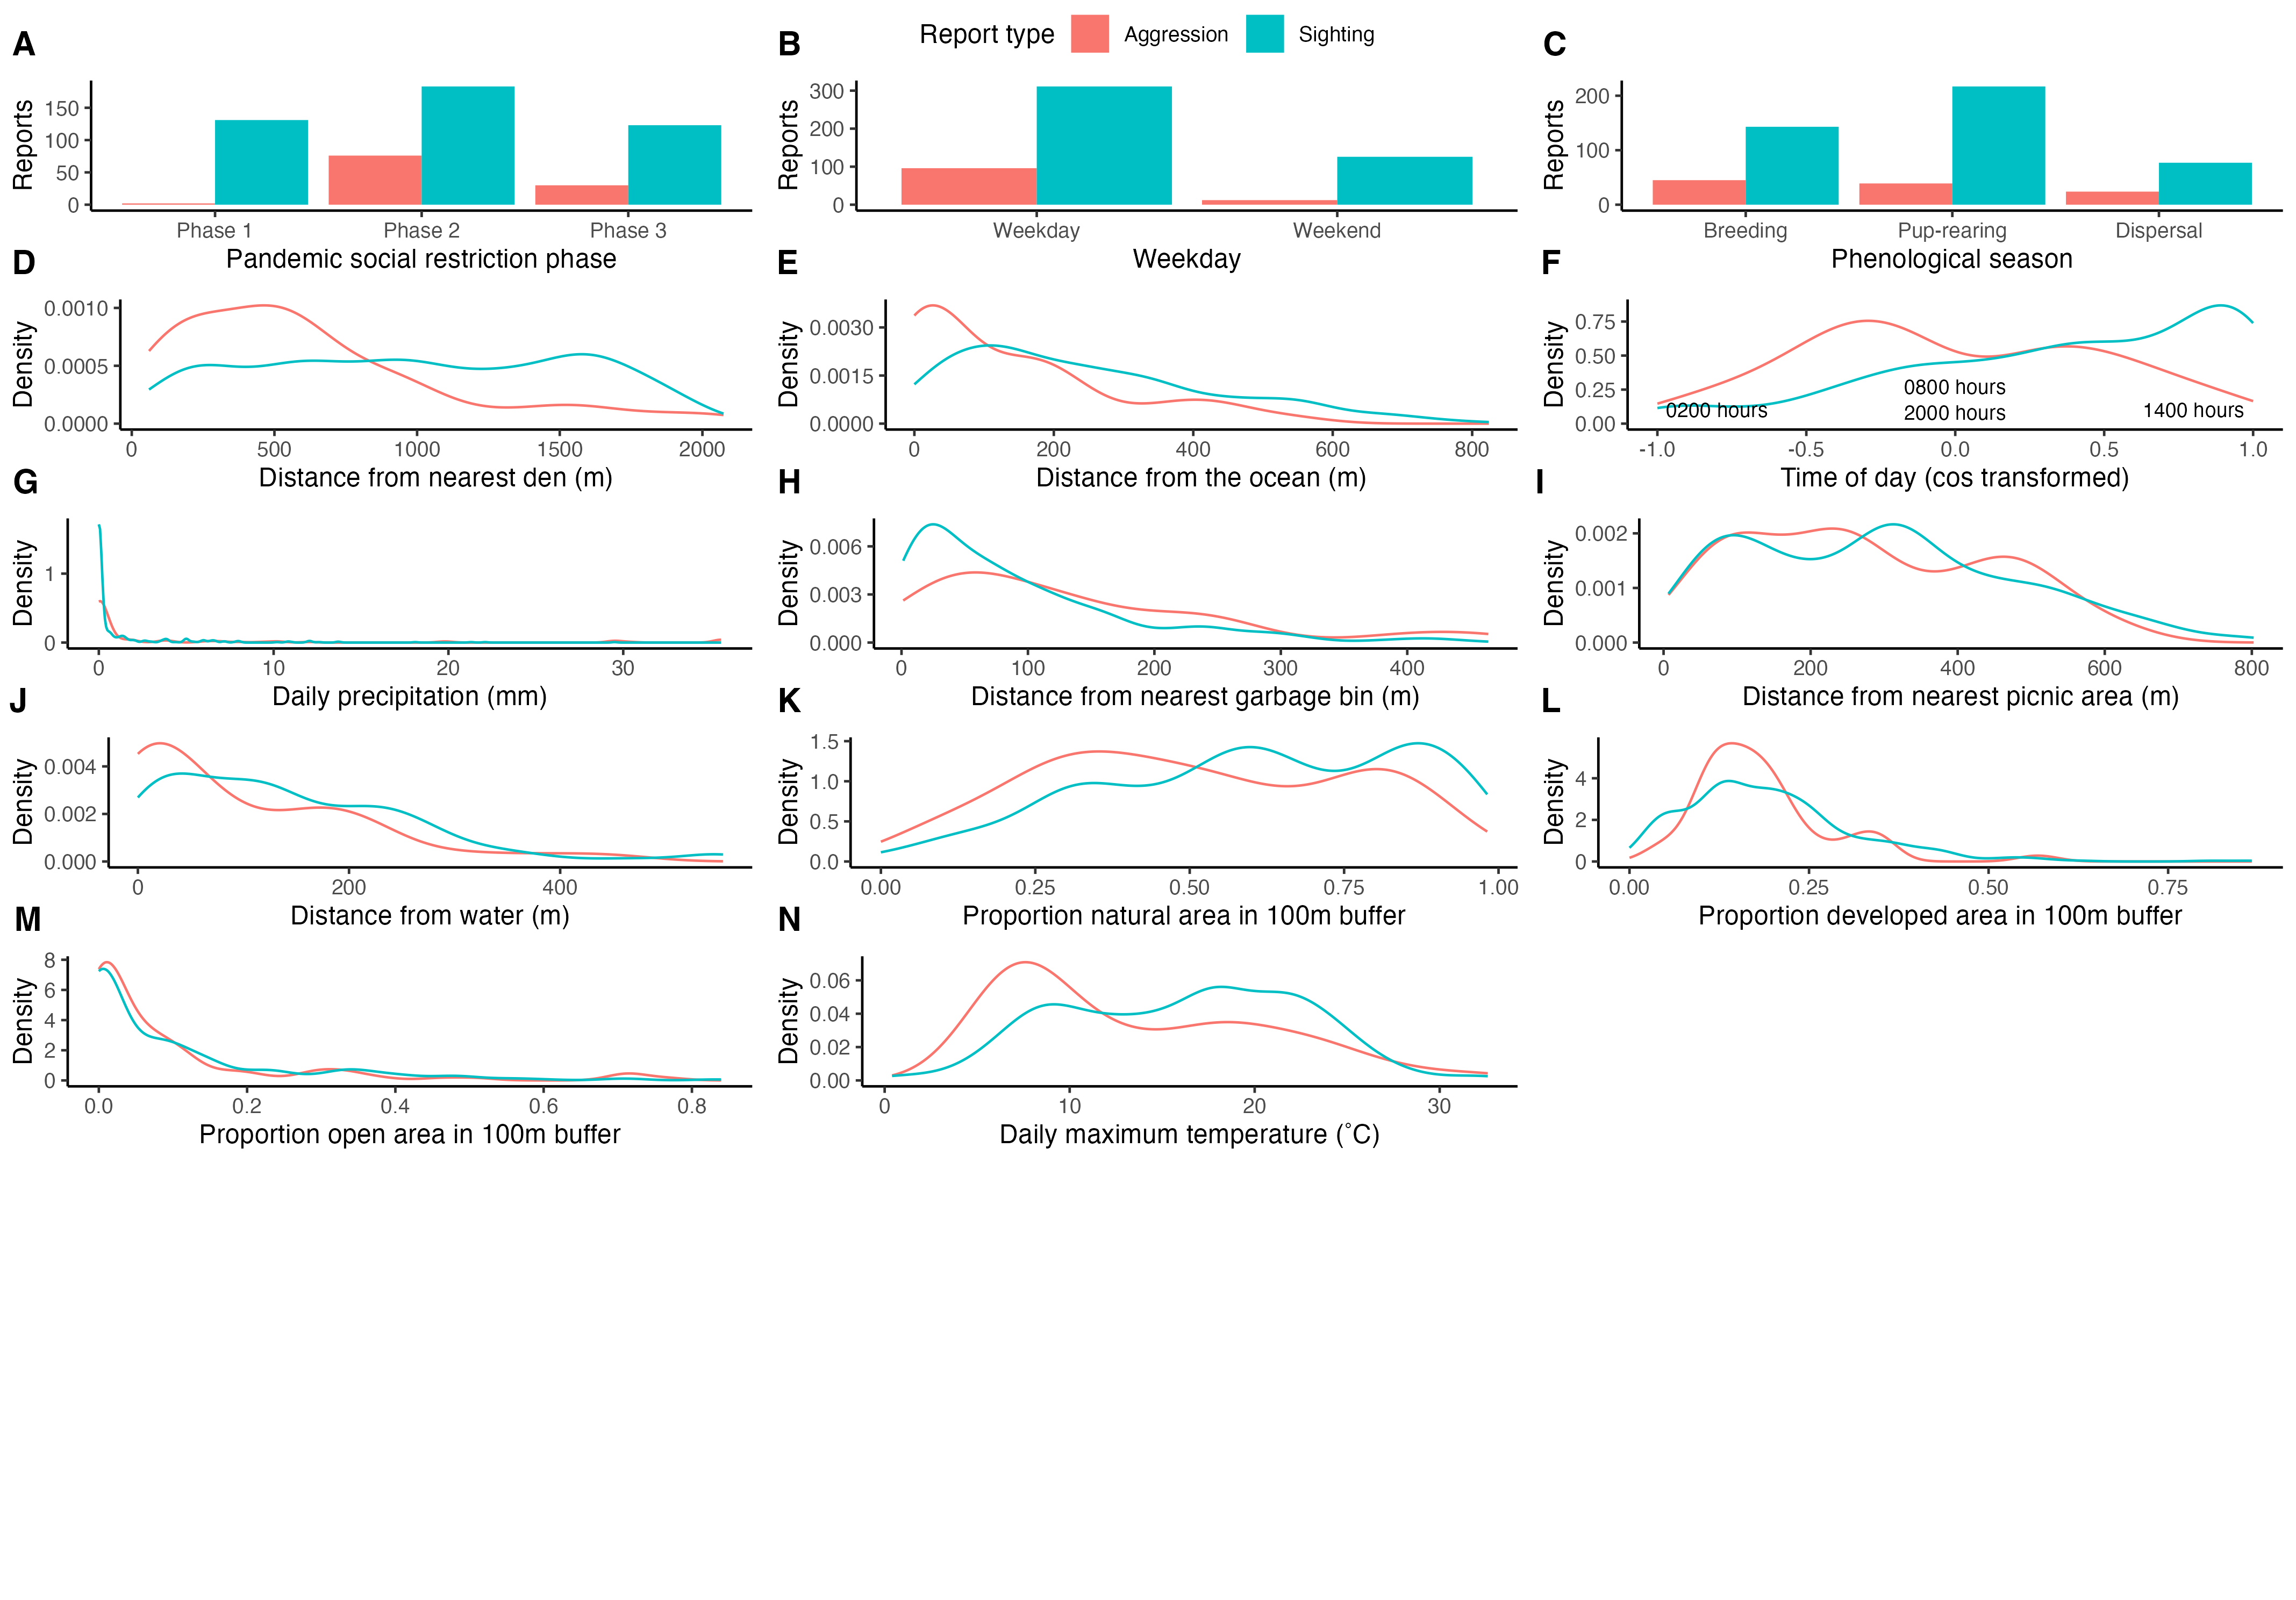 Report type Aggression Sighting
A
Reports
150
100
50
0
Phase 1 Phase 2 Phase 3
Pandemic social restriction phase
B
Reports
300
200
100
0
Weekday Weekend
Weekday
C
Reports
200
100
0
Breeding Pup-rearing Dispersal
Phenological season
D
Density
0.0010
0.0005
0.0000
0 500 1000 1500 2000
Distance from nearest den (m)
E
Density
0.0030
0.0015
0.0000
0 200 400 600 800
Distance from the ocean (m)
F
Density
0.75
0.50
0.25
0.00
0200 hours
0800 hours
2000 hours
1400 hours
-1.0 -0.5 0.0 0.5 1.0
Time of day (cos transformed)
G
Density
1
0
0 10 20 30
Daily precipitation (mm)
H
Density
0.006
0.003
0.000
0 100 200 300 400
Distance from nearest garbage bin (m)
I
Density
0.002
0.001
0.000
0 200 400 600 800
Distance from nearest picnic area (m)
J
Density
0.004
0.002
0.000
0 200 400
Distance from water (m)
K
Density
1.5
1.0
0.5
0.0
0.00 0.25 0.50 0.75 1.00
Proportion natural area in 100m buffer
L
Density
4
2
0
0.00 0.25 0.50 0.75
Proportion developed area in 100m buffer
M
Density
8
6
4
2
0
0.0 0.2 0.4 0.6 0.8
Proportion open area in 100m buffer
N
Density
0.06
0.04
0.02
0.00
0 10 20 30
Daily maximum temperature (˚C)